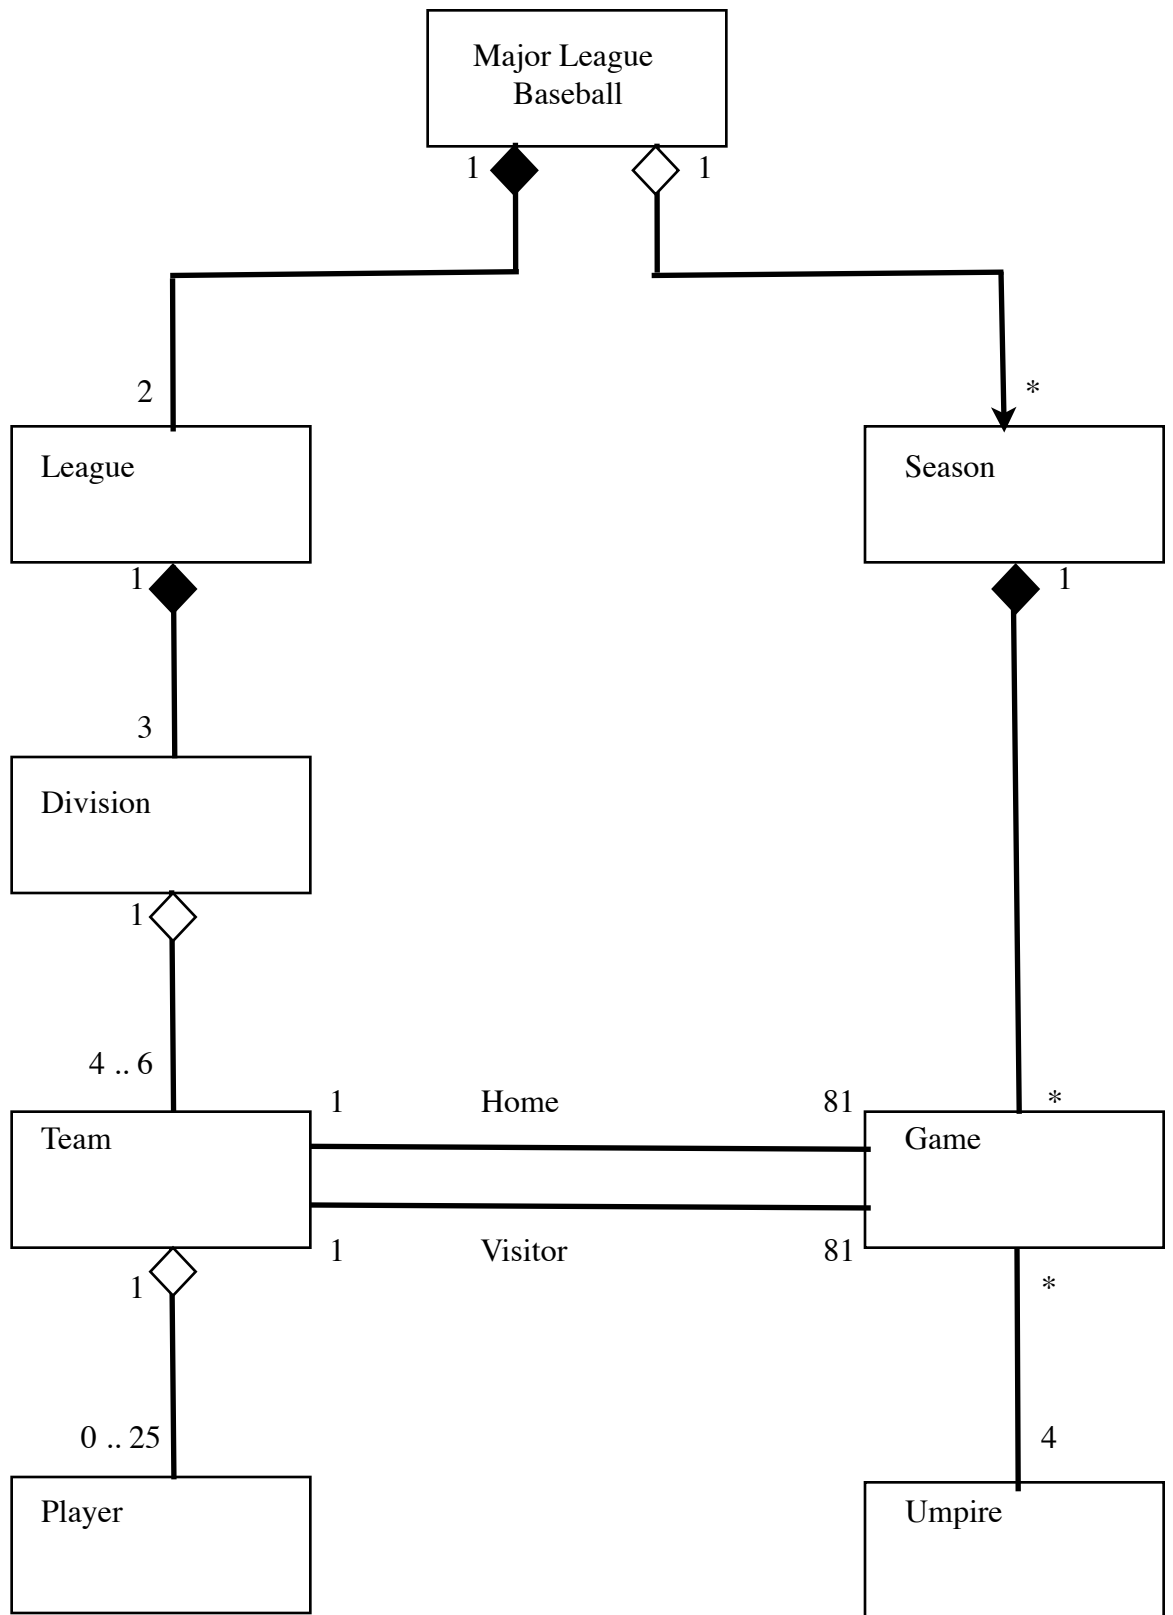 Major League
Baseball
1
1
2
*
League
Season
1
1
3
Division
1
4 .. 6
1
Home
81
*
Team
Game
1
Visitor
81
1
*
0 .. 25
4
Player
Umpire